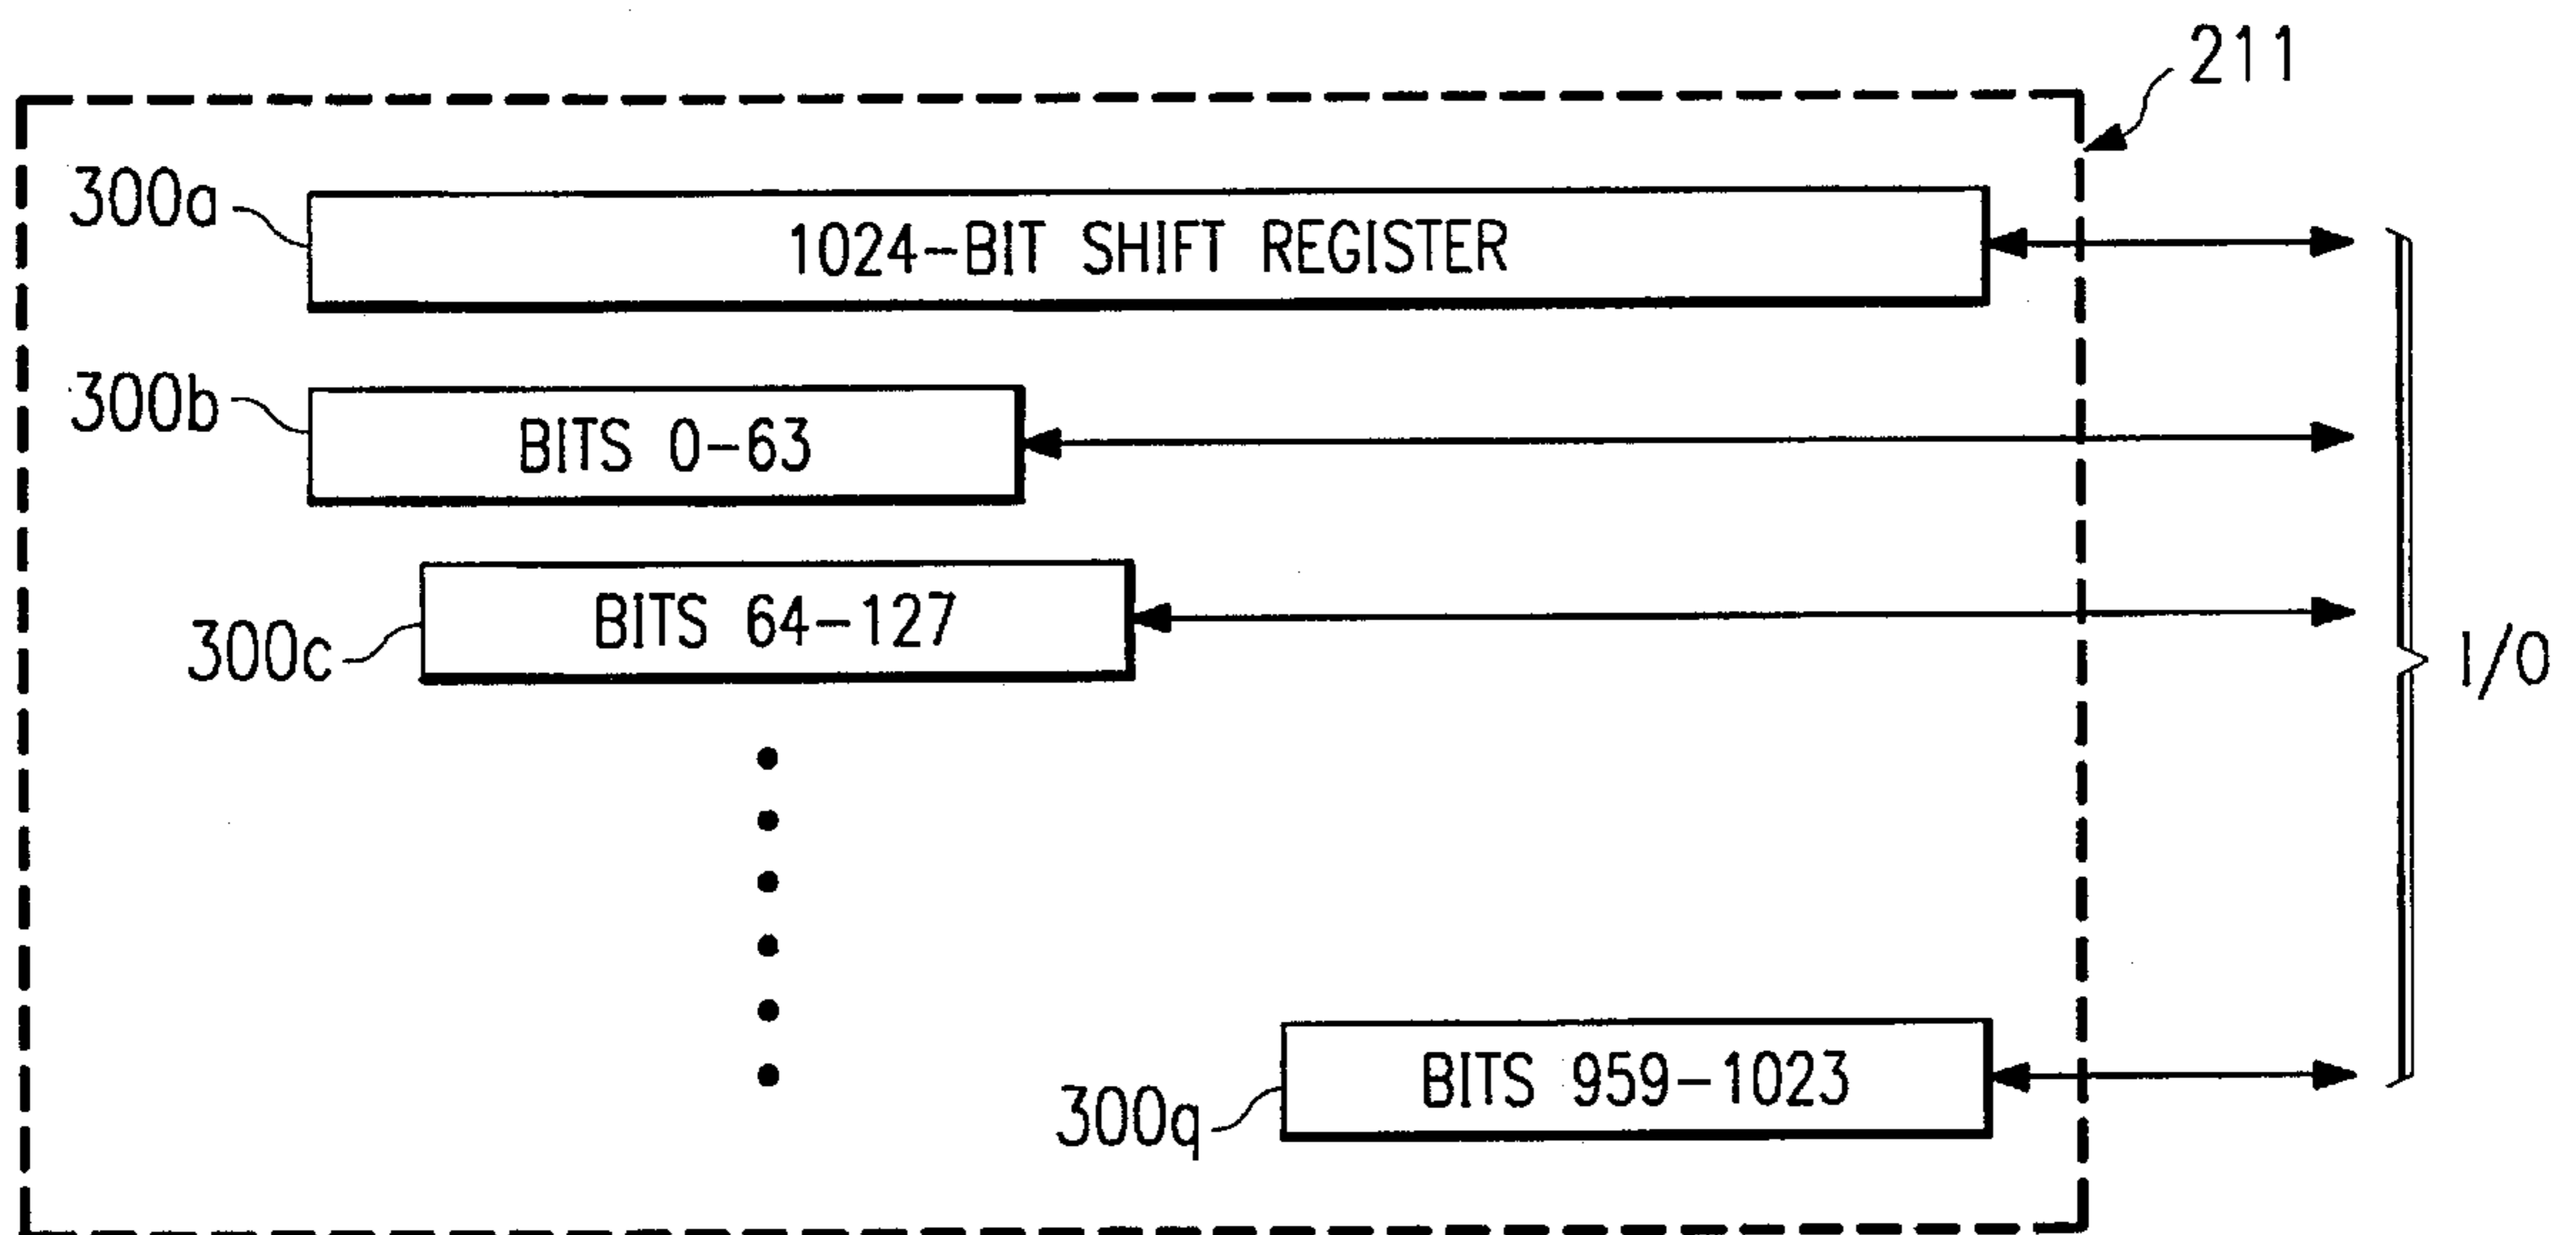 211
300a
1024-BIT SHIFT REGISTER
300b
BITS 0-63
300c
BITS 64-127
I/O
300q
BITS 959-1023